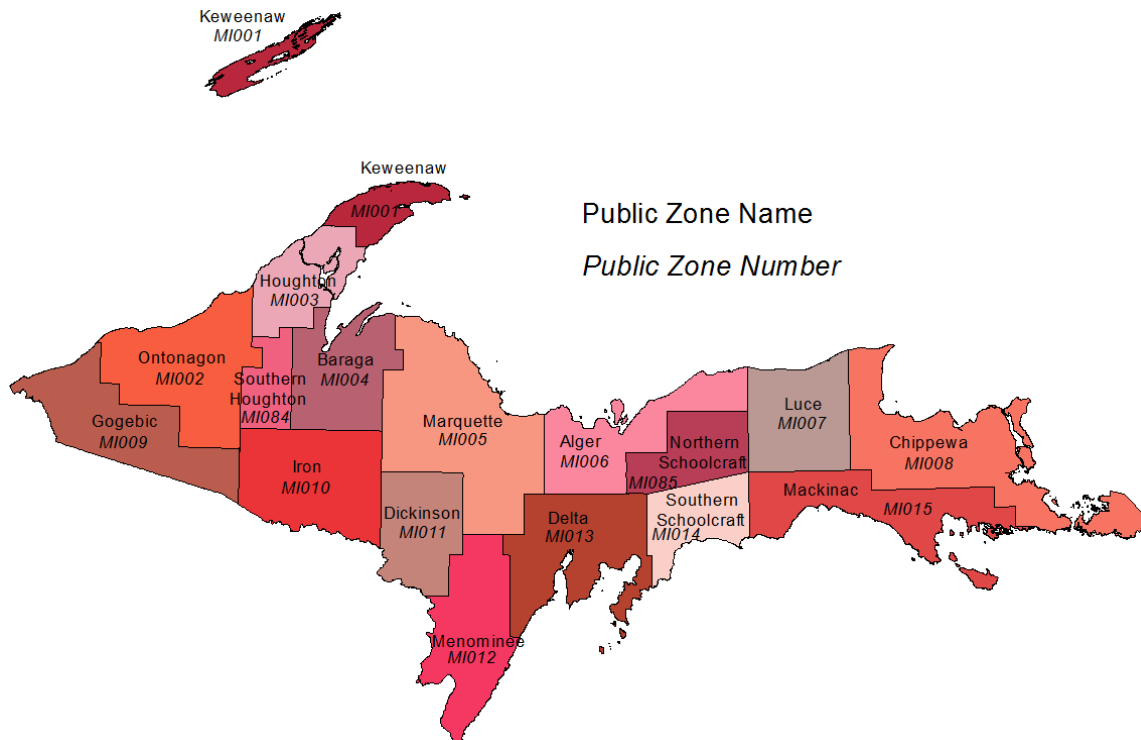 Keweenaw
MI001
Keweenaw
MI001
Public Zone Name
Public Zone Number
Houghton
MI003
Ontonagon
MI002
Southern
Houghton
MI084
Baraga
MI004
Gogebic
MI009
Marquette
MI005
Alger
MI006
Northern
Schoolcraft
MI085
Luce
MI007
Chippewa
MI008
Iron
MI010
Dickinson
MI011
Delta
MI013
Southern
Schoolcraft
MI014
Mackinac
MI015
Menominee
MI012